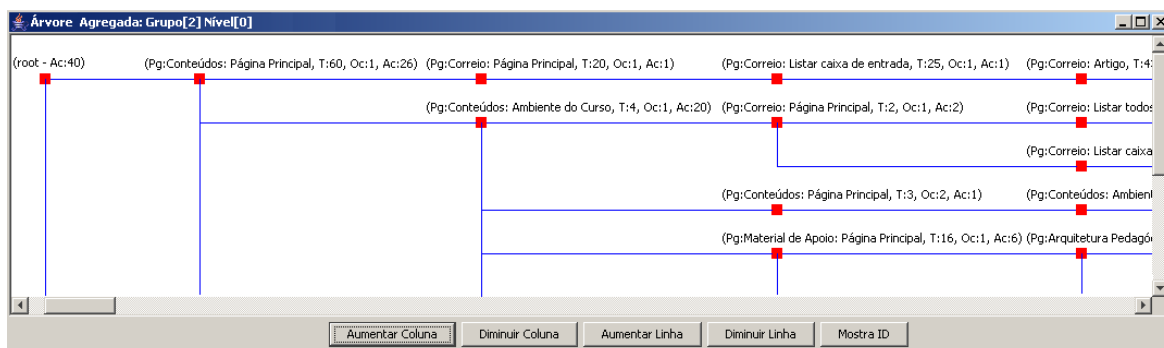 Árvore Agregada: Grupo[2] Nível[0]
(root - Ac:40) (Pg:Conteúdos: Página Principal, T:60, Oc:1, Ac:26) (Pg:Correio: Página Principal, T:20, Oc:1, Ac:1) (Pg:Correio: Listar caixa de entrada, T:25, Oc:1, Ac:1) (Pg:Correio: Artigo, T:4
(Pg:Conteúdos: Ambiente do Curso, T:4, Oc:1, Ac:20) (Pg:Correio: Página Principal, T:2, Oc:1, Ac:2) (Pg:Correio: Listar todos
(Pg:Correio: Listar caixa
(Pg:Conteúdos: Página Principal, T:3, Oc:2, Ac:1) (Pg:Conteúdos: Ambient
(Pg:Material de Apoio: Página Principal, T:16, Oc:1, Ac:6) (Pg:Arquitetura Pedagó
Aumentar Coluna Diminuir Coluna Aumentar Linha Diminuir Linha Mostra ID